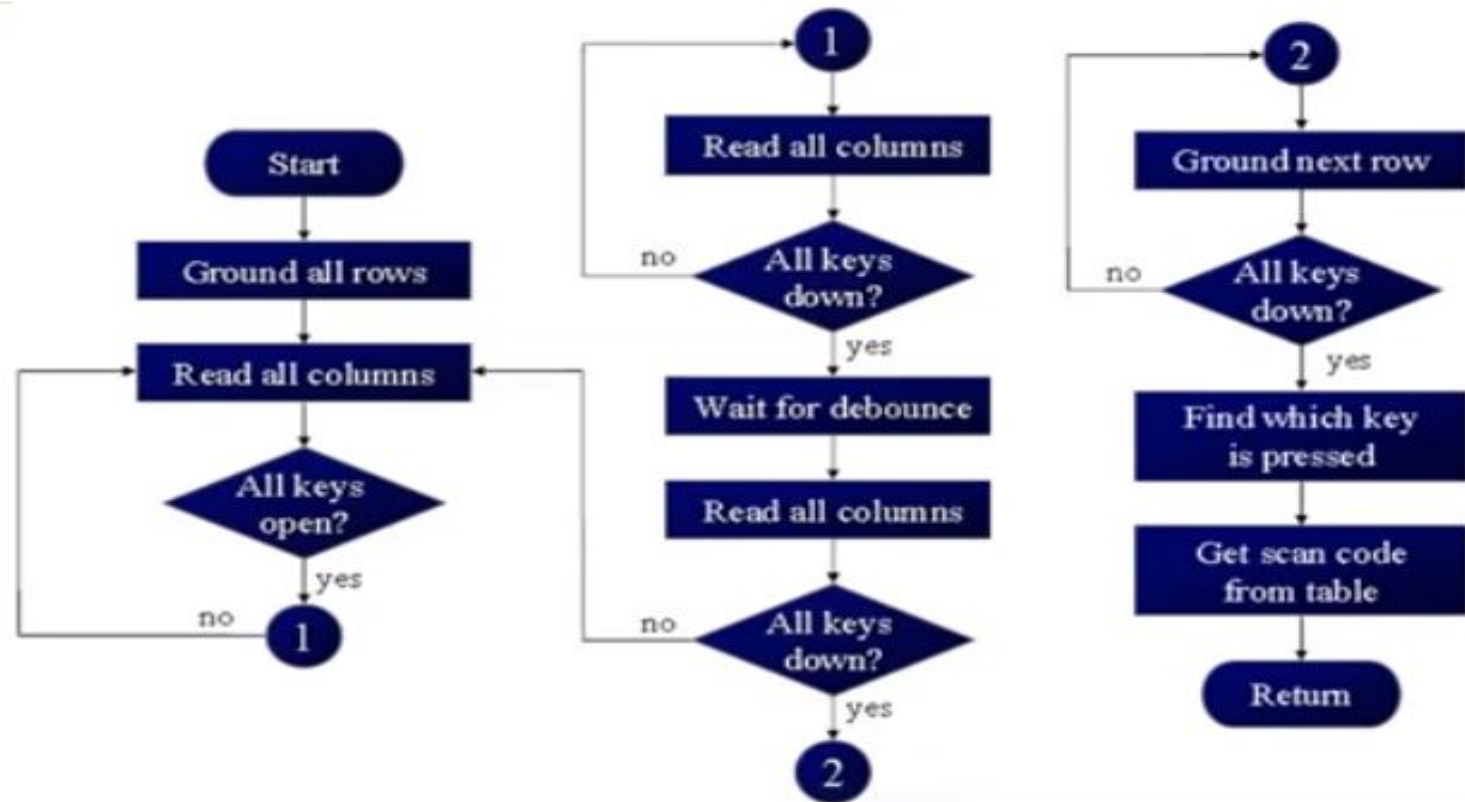 Start
Ground all rows
Read all columns
All keys
open?
yes
no
1
1
Read all columns
All keys
down?
no
yes
Wait for debounce
Read all columns
All keys
down?
no
yes
2
2
Ground next row
All keys
down?
no
yes
Find which key
is pressed
Get scan code
from table
Return